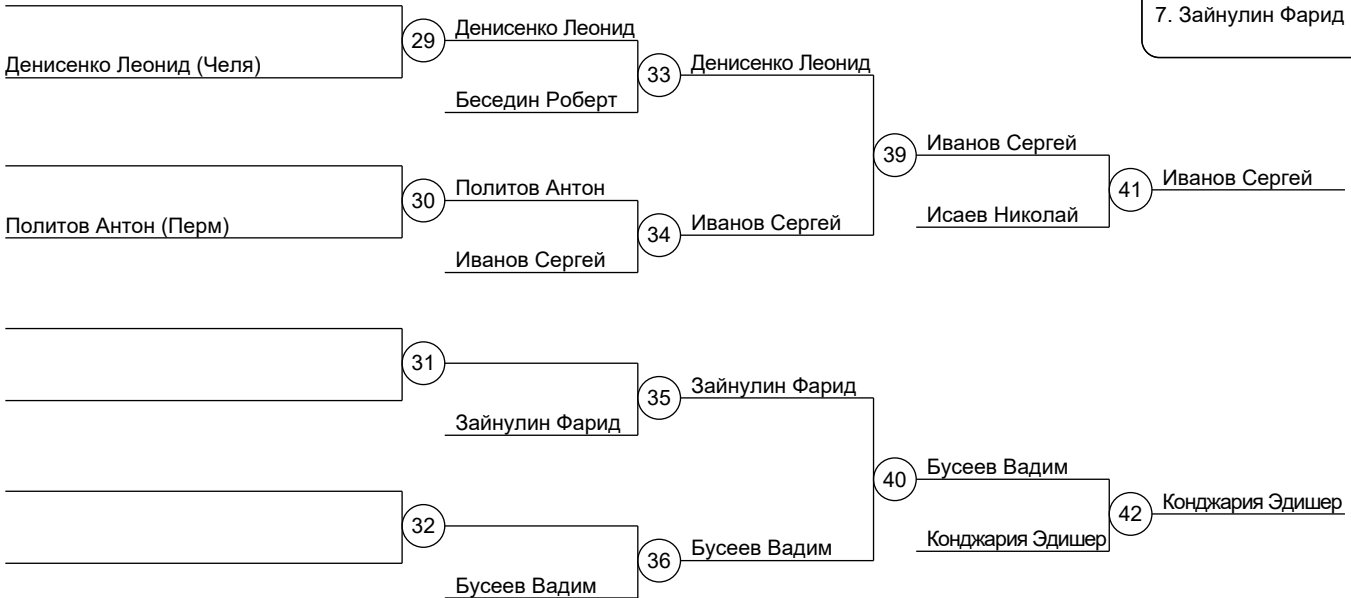 7. Зайнулин Фарид
29
Денисенко Леонид
Денисенко Леонид (Челя)
33
Денисенко Леонид
Беседин Роберт
39
Иванов Сергей
30
Политов Антон
41
Иванов Сергей
Политов Антон (Перм)
34
Иванов Сергей
Исаев Николай
Иванов Сергей
31
35
Зайнулин Фарид
Зайнулин Фарид
40
Бусеев Вадим
32
42
Конджария Эдишер
36
Бусеев Вадим
Конджария Эдишер
Бусеев Вадим